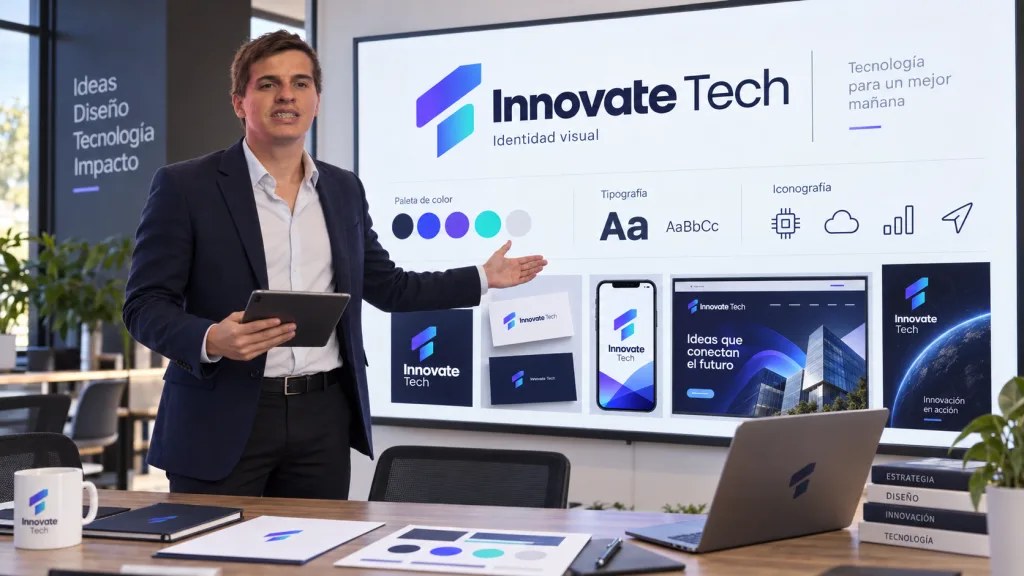 Ideas
Diseño
Tecnología
Impacto
Innovate Tech
Identidad visual
Tecnología
para un mejor
mañana
Paleta de color
Tipografía
Aa
AaBbCc
Iconografía
Innovate
Tech
Innovate Tech
Innovate Tech
Innovate
Tech
Innovate Tech
Ideas que
conectan
el futuro
Innovate
Tech
Innovación
en acción
Innovate
Tech
ESTRATEGIA
DISEÑO
INNOVACIÓN
TECNOLOGÍA